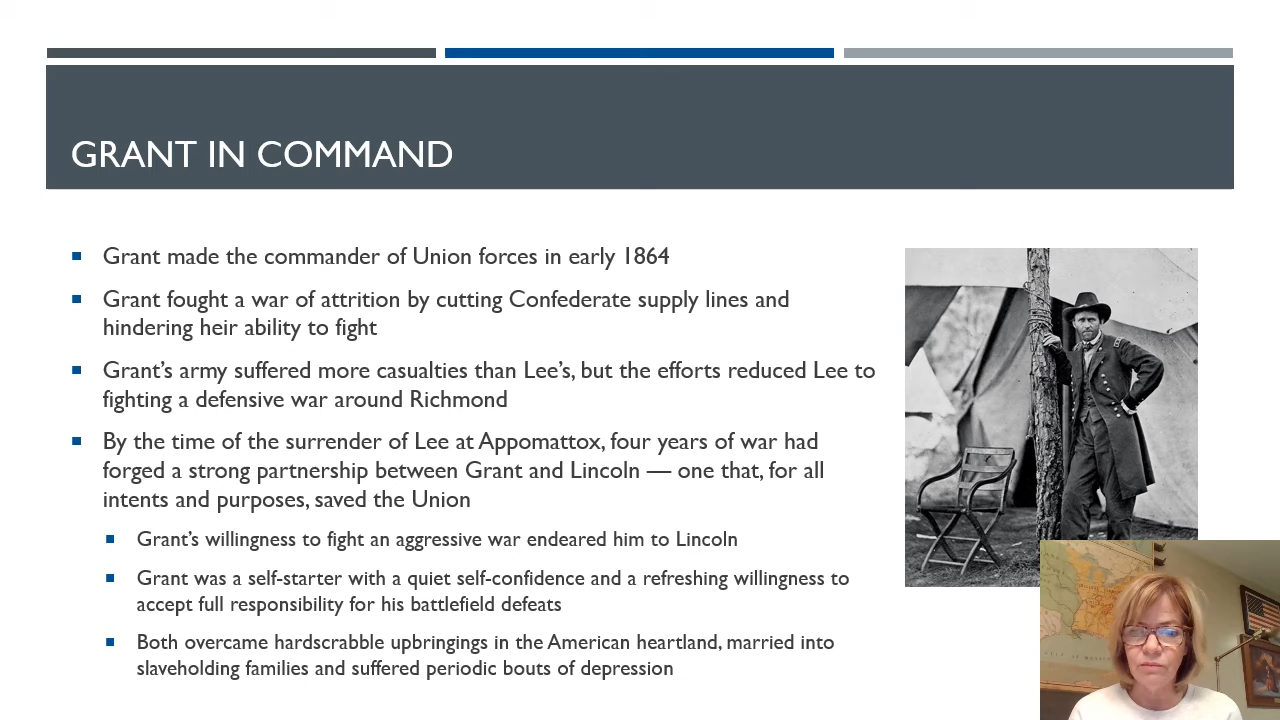 GRANT IN COMMAND
Grant made the commander of Union forces in early 1864
Grant fought a war of attrition by cutting Confederate supply lines and
hindering heir ability to fight
Grant’s army suffered more casualties than Lee’s, but the efforts reduced Lee to
fighting a defensive war around Richmond
By the time of the surrender of Lee at Appomattox, four years of war had
forged a strong partnership between Grant and Lincoln — one that, for all
intents and purposes, saved the Union
Grant’s willingness to fight an aggressive war endeared him to Lincoln
Grant was a self-starter with a quiet self-confidence and a refreshing willingness to
accept full responsibility for his battlefield defeats
Both overcame hardscrabble upbringings in the American heartland, married into
slaveholding families and suffered periodic bouts of depression